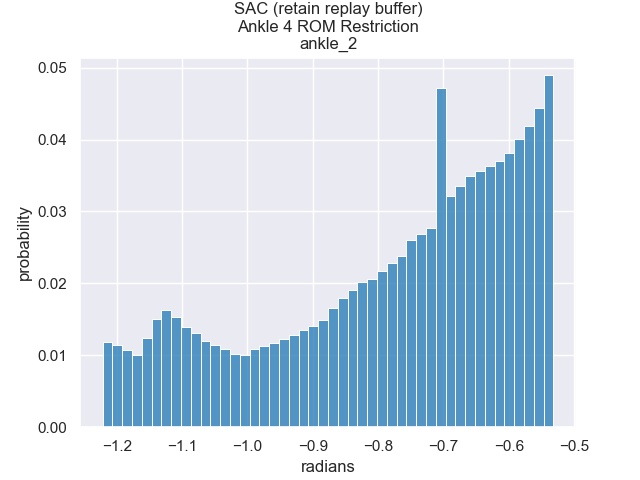 SAC (retain replay buffer)
Ankle 4 ROM Restriction
ankle_2
0.05
0.04
0.03
0.02
0.01
0.00
probability
−1.2 −1.1 −1.0 −0.9 −0.8 −0.7 −0.6 −0.5
radians